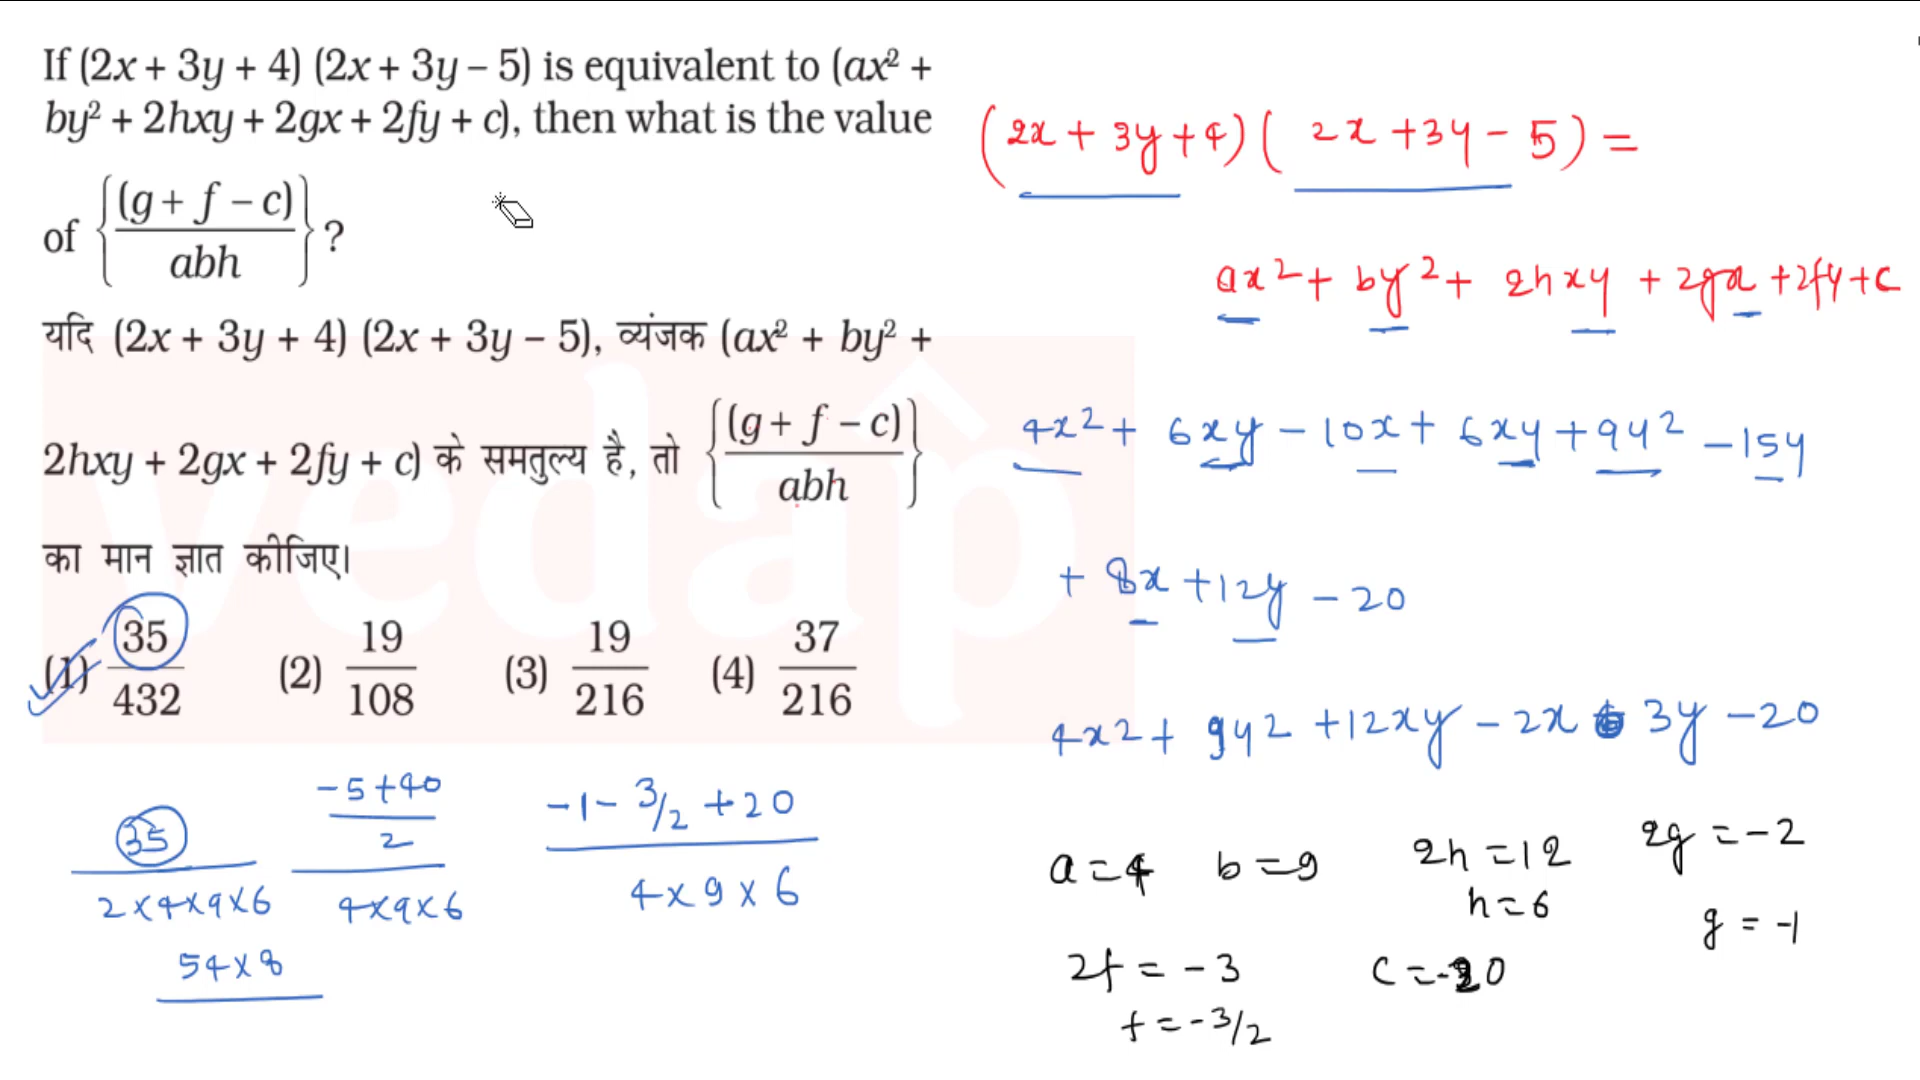 If (2x + 3y + 4) (2x + 3y – 5) is equivalent to (ax² +
by² + 2hxy + 2gx + 2fy + c), then what is the value
of {(g + f – c) / abh} ?
यदि (2x + 3y + 4) (2x + 3y – 5), व्यंजक (ax² + by² +
2hxy + 2gx + 2fy + c) के समतुल्य है, तो {(g + f – c) / abh}
का मान ज्ञात कीजिए।
(1) 35/432 (2) 19/108 (3) 19/216 (4) 37/216
vedap
(2x + 3y + 4) ( 2x + 3y - 5) =
ax² + by² + 2hxy + 2gx + 2fy + c
4x² + 6xy - 10x + 6xy + 9y² - 15y
+ 8x + 12y - 20
4x² + 9y² + 12xy - 2x - 3y - 20
a = 4 b = 9 2h = 12 2g = -2
h = 6 g = -1
2f = -3 c = -20
f = -3/2
-1 - 3/2 + 20
4 x 9 x 6
-5 + 40
2
4 x 9 x 6
35
2 x 4 x 9 x 6
54 x 8